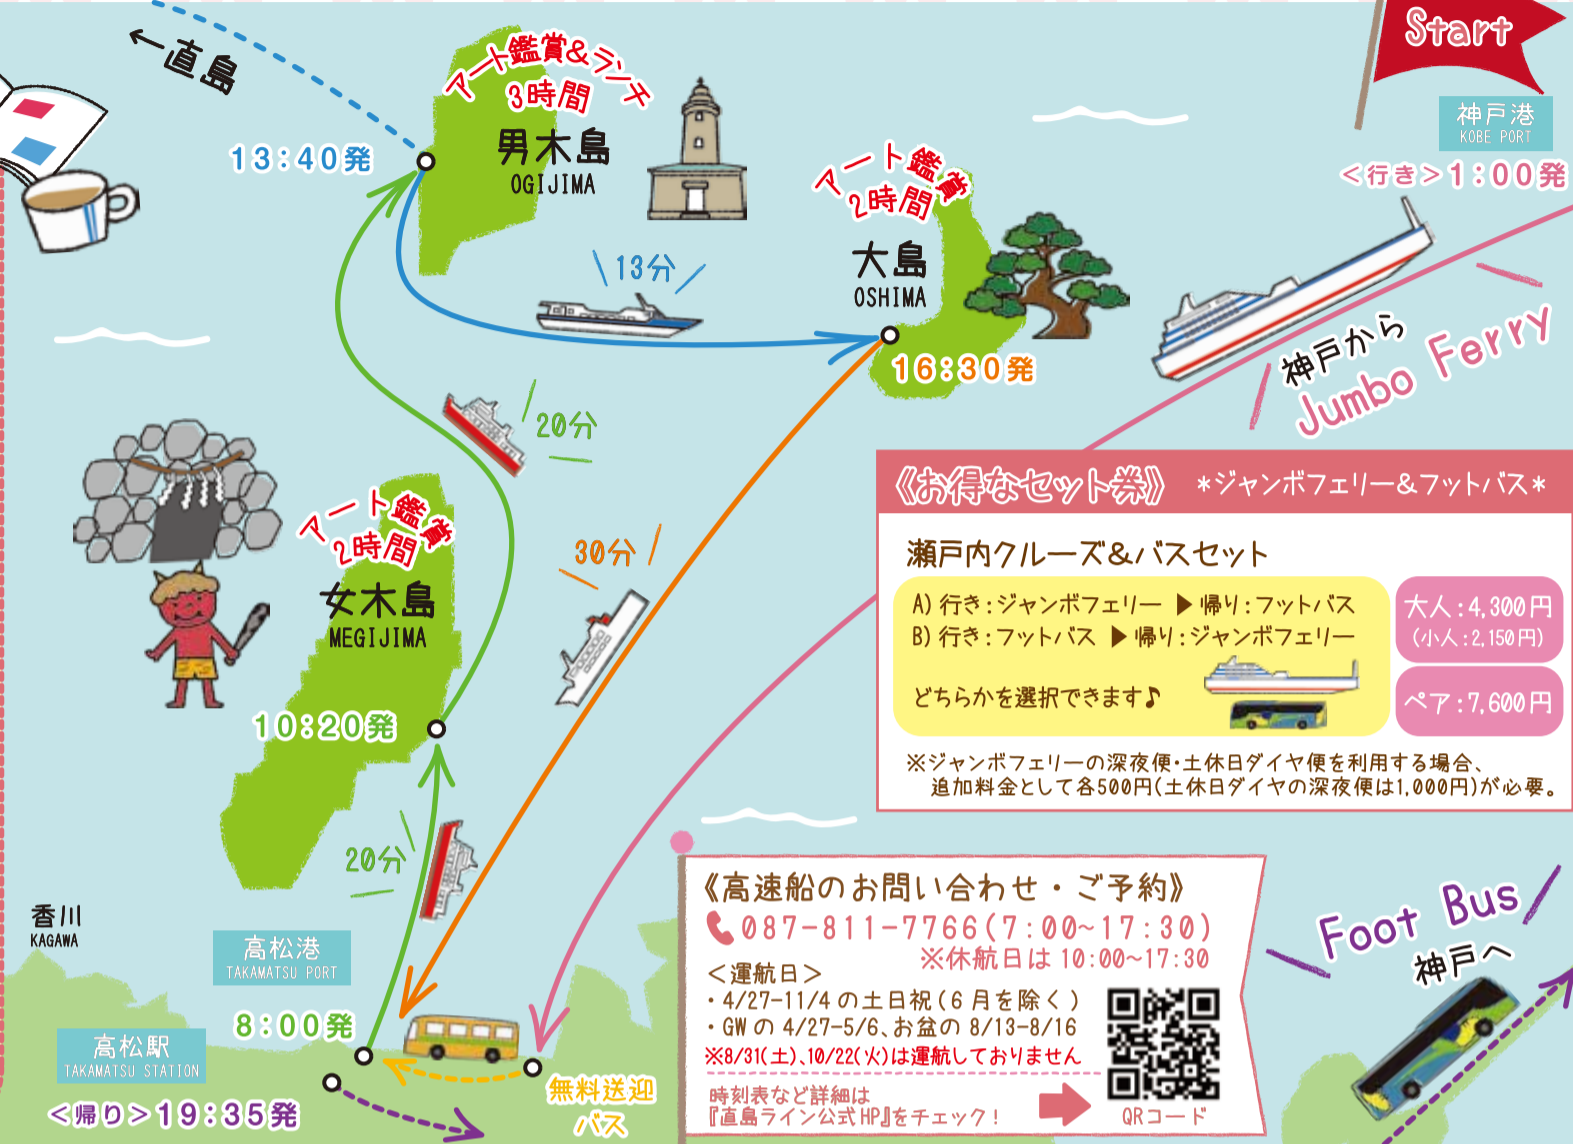 Start
神戸港
KOBE PORT
<行き>1:00発
←直島
アート鑑賞&ランチ
3時間
男木島
OGIJIMA
13:40発
アート鑑賞
2時間
大島
OSHIMA
16:30発
13分
神戸から
Jumbo Ferry
20分
アート鑑賞
2時間
女木島
MEGIJIMA
10:20発
30分
20分
《お得なセット券》 *ジャンボフェリー&フットバス*
瀬戸内クルーズ&バスセット
A) 行き:ジャンボフェリー ▶ 帰り:フットバス
B) 行き:フットバス ▶ 帰り:ジャンボフェリー
どちらかを選択できます♪
大人:4,300円
(小人:2,150円)
ペア:7,600円
※ジャンボフェリーの深夜便・土休日ダイヤ便を利用する場合、
追加料金として各500円(土休日ダイヤの深夜便は1,000円)が必要。
香川
KAGAWA
高松港
TAKAMATSU PORT
8:00発
高松駅
TAKAMATSU STATION
<帰り>19:35発
無料送迎
バス
《高速船のお問い合わせ・ご予約》
087-811-7766(7:00~17:30)
※休航日は10:00~17:30
<運航日>
・4/27-11/4の土日祝(6月を除く)
・GWの4/27-5/6、お盆の8/13-8/16
※8/31(土)、10/22(火)は運航しておりません
時刻表など詳細は
『直島ライン公式HP』をチェック!
QRコード
Foot Bus
神戸へ